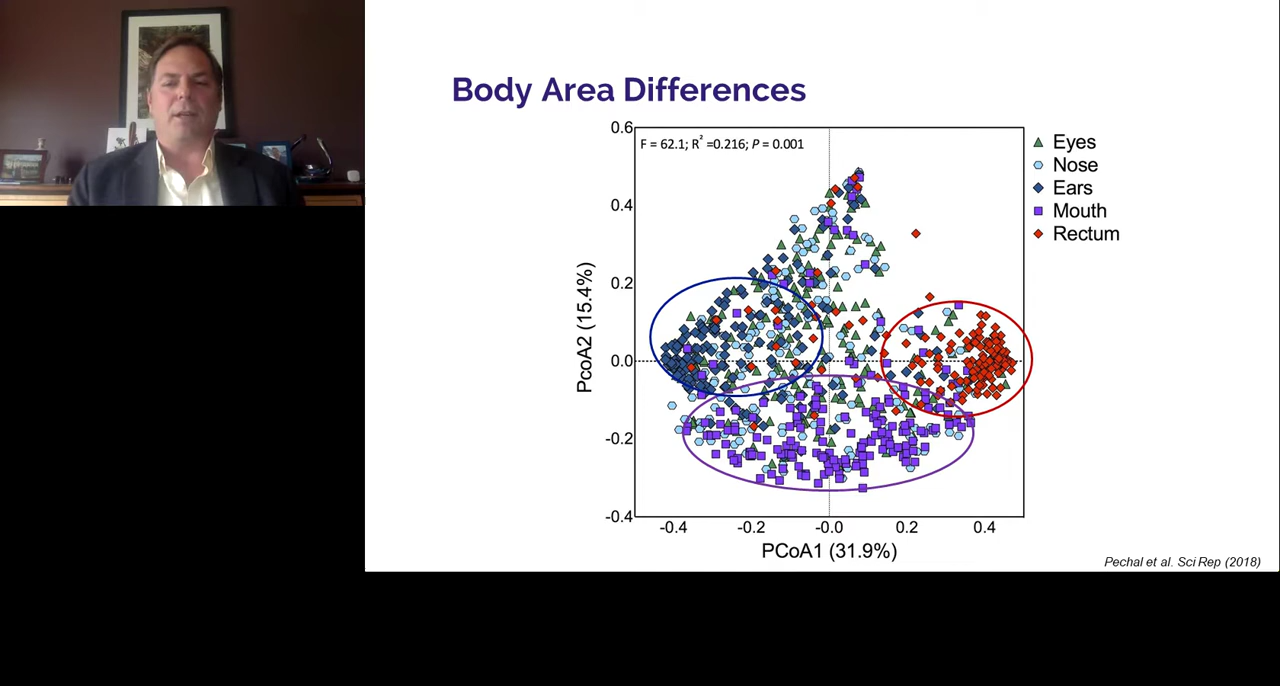 Body Area Differences
F = 62.1; R² =0.216; P = 0.001
0.6
0.4
0.2
0.0
-0.2
-0.4
PcoA2 (15.4%)
-0.4 -0.2 -0.0 0.2 0.4
PCoA1 (31.9%)
Eyes
Nose
Ears
Mouth
Rectum
Pechal et al. Sci Rep (2018)